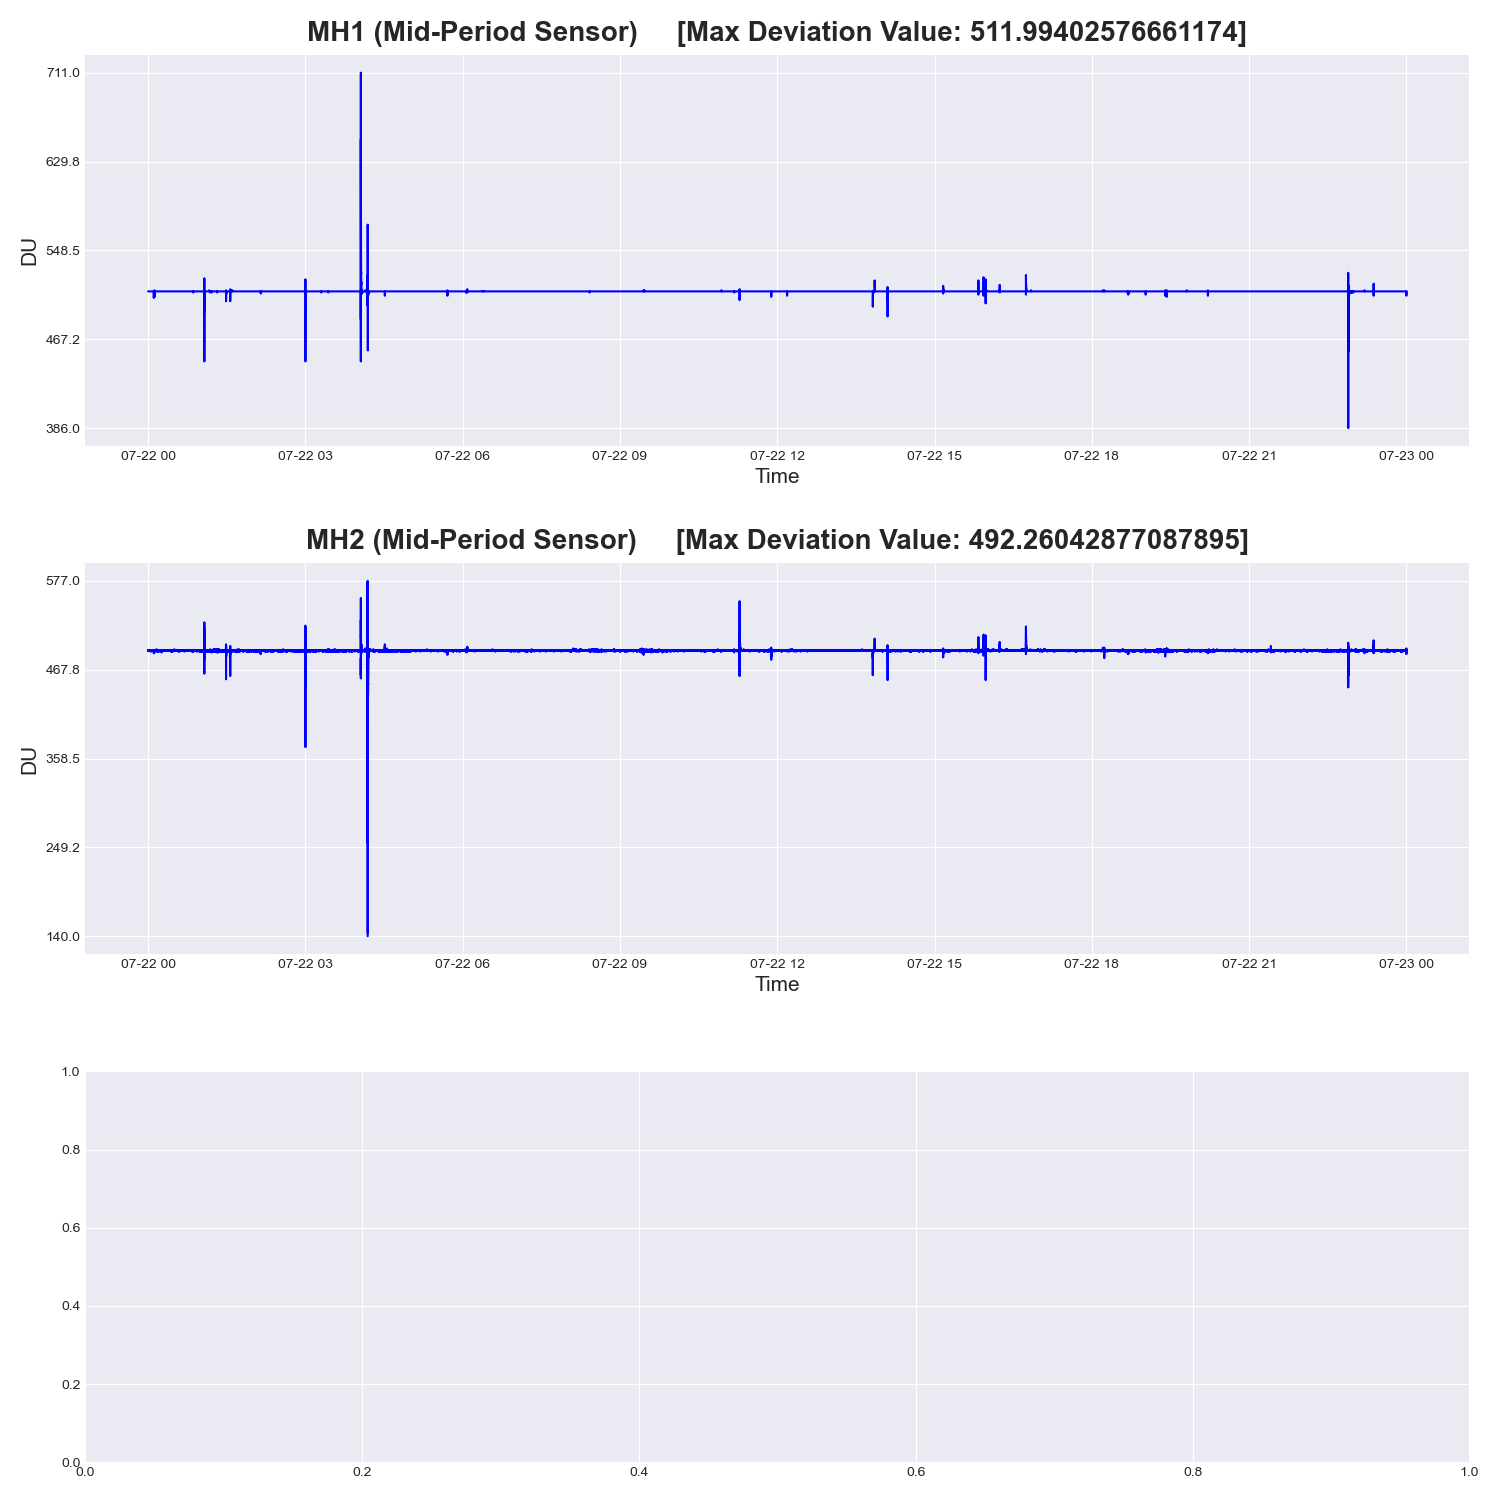 MH1 (Mid-Period Sensor) [Max Deviation Value: 511.99402576661174]
711.0
629.8
548.5
467.2
386.0
DU
07-22 00 07-22 03 07-22 06 07-22 09 07-22 12 07-22 15 07-22 18 07-22 21 07-23 00
Time
MH2 (Mid-Period Sensor) [Max Deviation Value: 492.26042877087895]
577.0
467.8
358.5
249.2
140.0
DU
07-22 00 07-22 03 07-22 06 07-22 09 07-22 12 07-22 15 07-22 18 07-22 21 07-23 00
Time
1.0
0.8
0.6
0.4
0.2
0.0
0.0 0.2 0.4 0.6 0.8 1.0